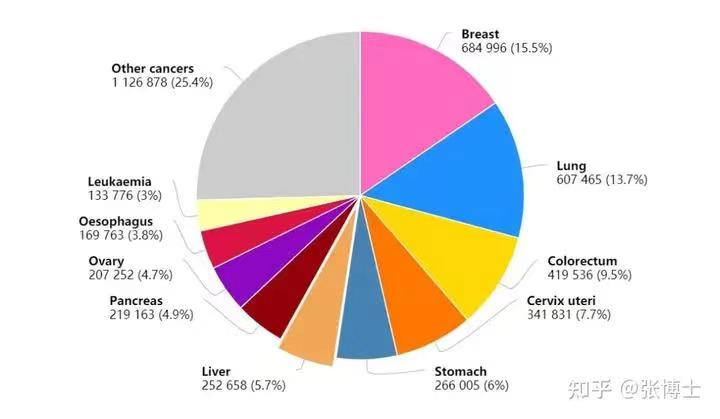 Breast
684 996 (15.5%)
Other cancers
1 126 878 (25.4%)
Lung
607 465 (13.7%)
Leukaemia
133 776 (3%)
Oesophagus
169 763 (3.8%)
Ovary
207 252 (4.7%)
Colorectum
419 536 (9.5%)
Pancreas
219 163 (4.9%)
Cervix uteri
341 831 (7.7%)
Liver
252 658 (5.7%)
Stomach
266 005 (6%)
知乎 @张博士